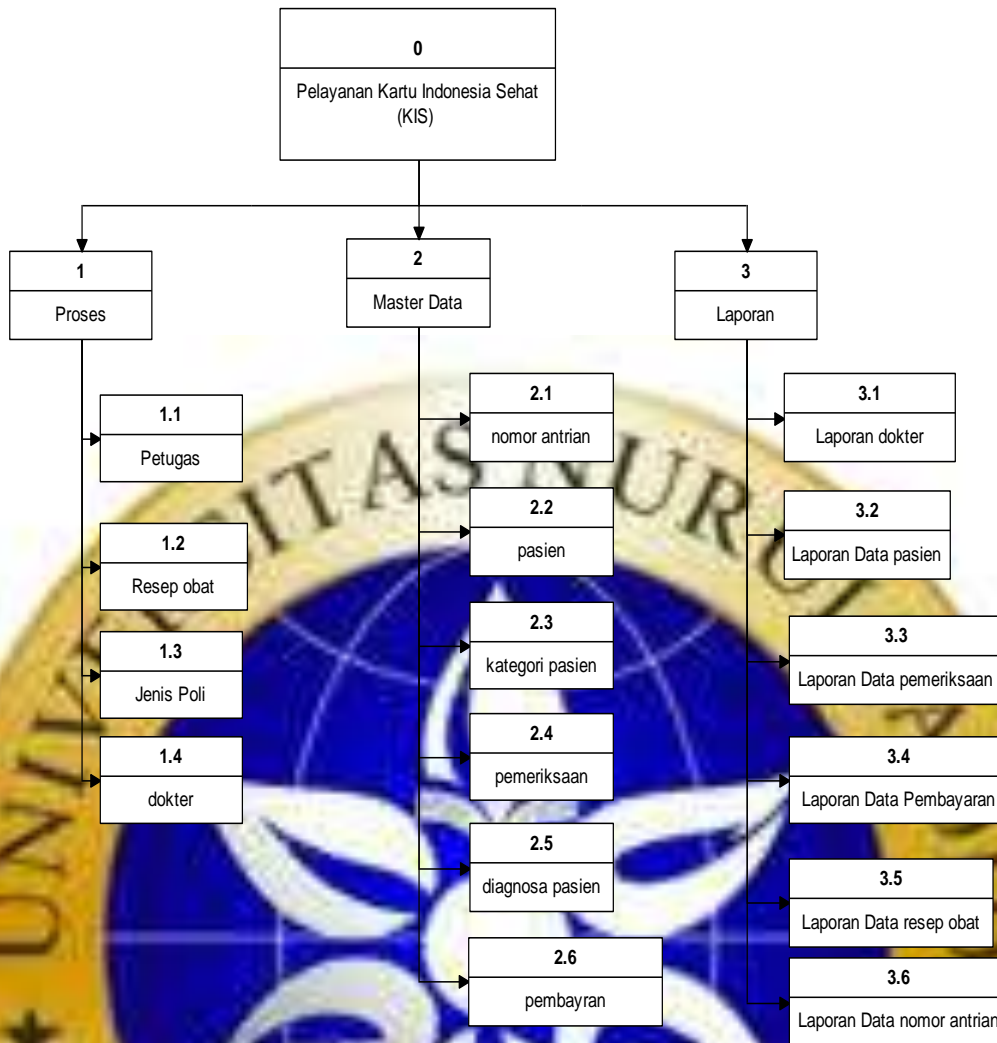 0
Pelayanan Kartu Indonesia Sehat
(KIS)
1
Proses
2
Master Data
3
Laporan
1.1
Petugas
1.2
Resep obat
1.3
Jenis Poli
1.4
dokter
2.1
nomor antrian
2.2
pasien
2.3
kategori pasien
2.4
pemeriksaan
2.5
diagnosa pasien
2.6
pembayran
3.1
Laporan dokter
3.2
Laporan Data pasien
3.3
Laporan Data pemeriksaan
3.4
Laporan Data Pembayaran
3.5
Laporan Data resep obat
3.6
Laporan Data nomor antrian
UNIVERSITAS NURUL